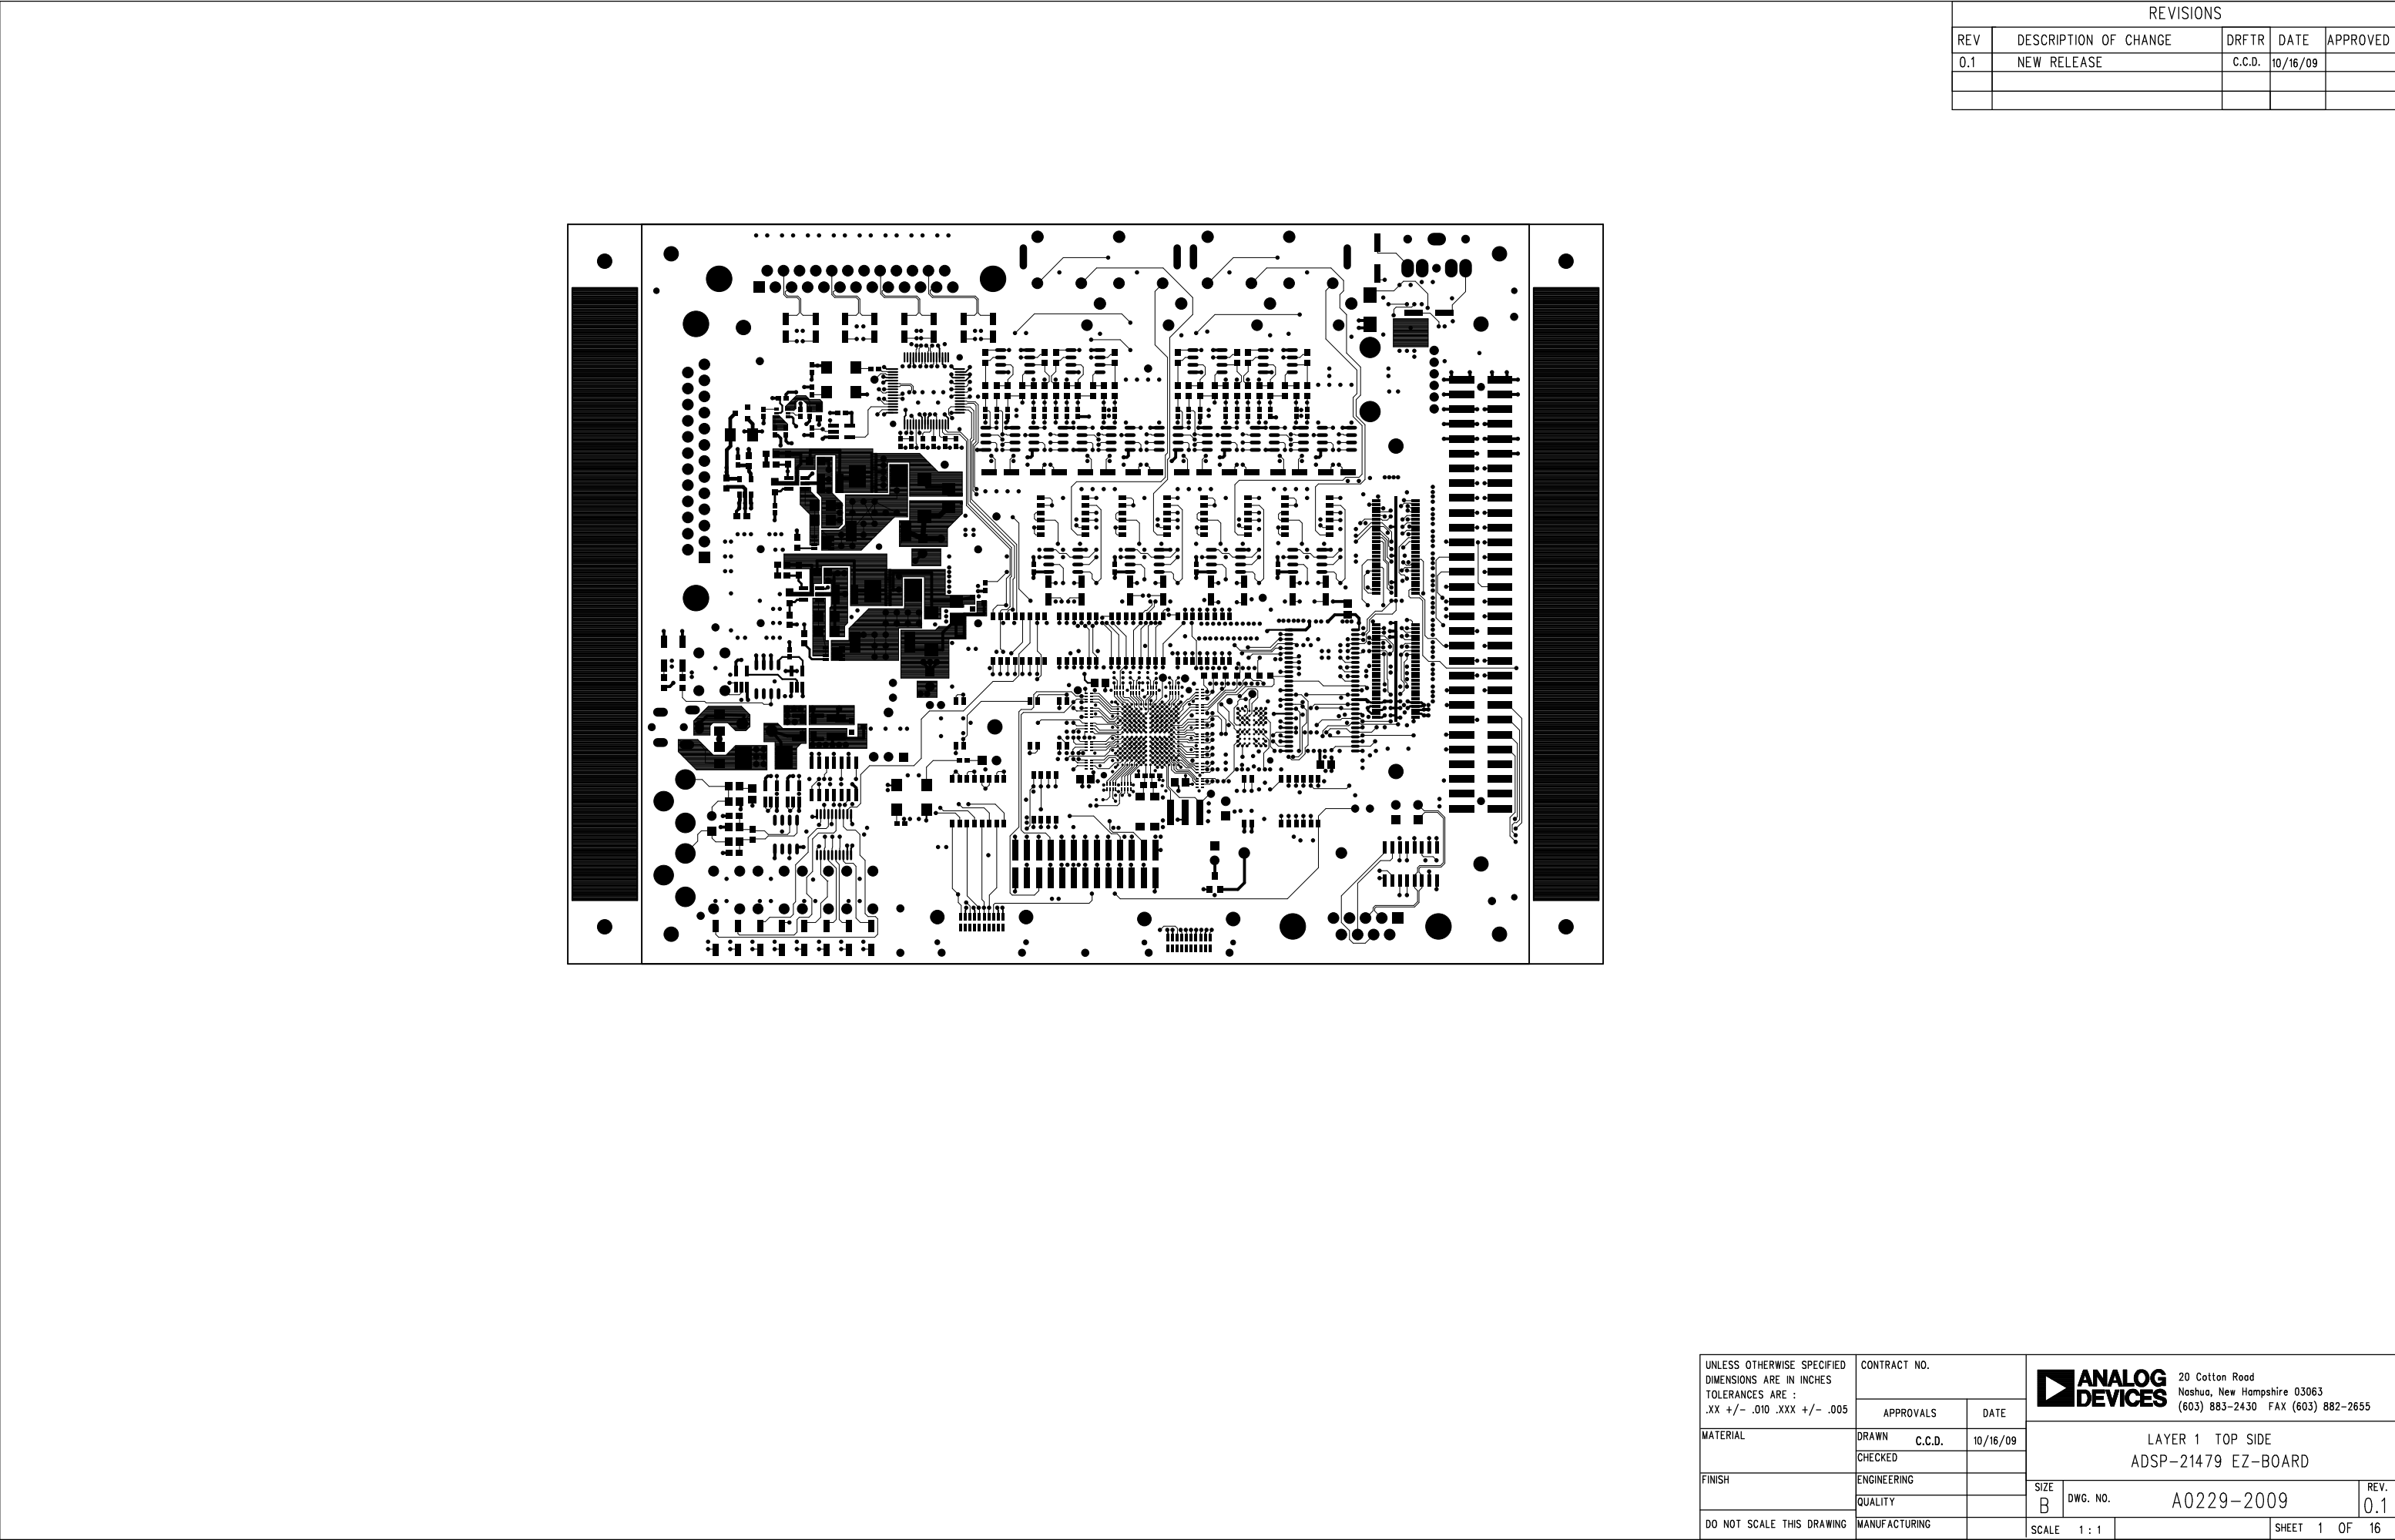 REVISIONS
REV DESCRIPTION OF CHANGE DRFTR DATE APPROVED
0.1 NEW RELEASE C.C.D. 10/16/09
UNLESS OTHERWISE SPECIFIED
DIMENSIONS ARE IN INCHES
TOLERANCES ARE :
.XX +/- .010 .XXX +/- .005
CONTRACT NO.
ANALOG
DEVICES
20 Cotton Road
Nashua, New Hampshire 03063
(603) 883-2430 FAX (603) 882-2655
APPROVALS DATE
MATERIAL
DRAWN C.C.D. 10/16/09
CHECKED
LAYER 1 TOP SIDE
ADSP-21479 EZ-BOARD
FINISH
ENGINEERING
QUALITY
SIZE
B
DWG. NO.
A0229-2009
REV.
0.1
DO NOT SCALE THIS DRAWING
MANUFACTURING
SCALE 1 : 1
SHEET 1 OF 16